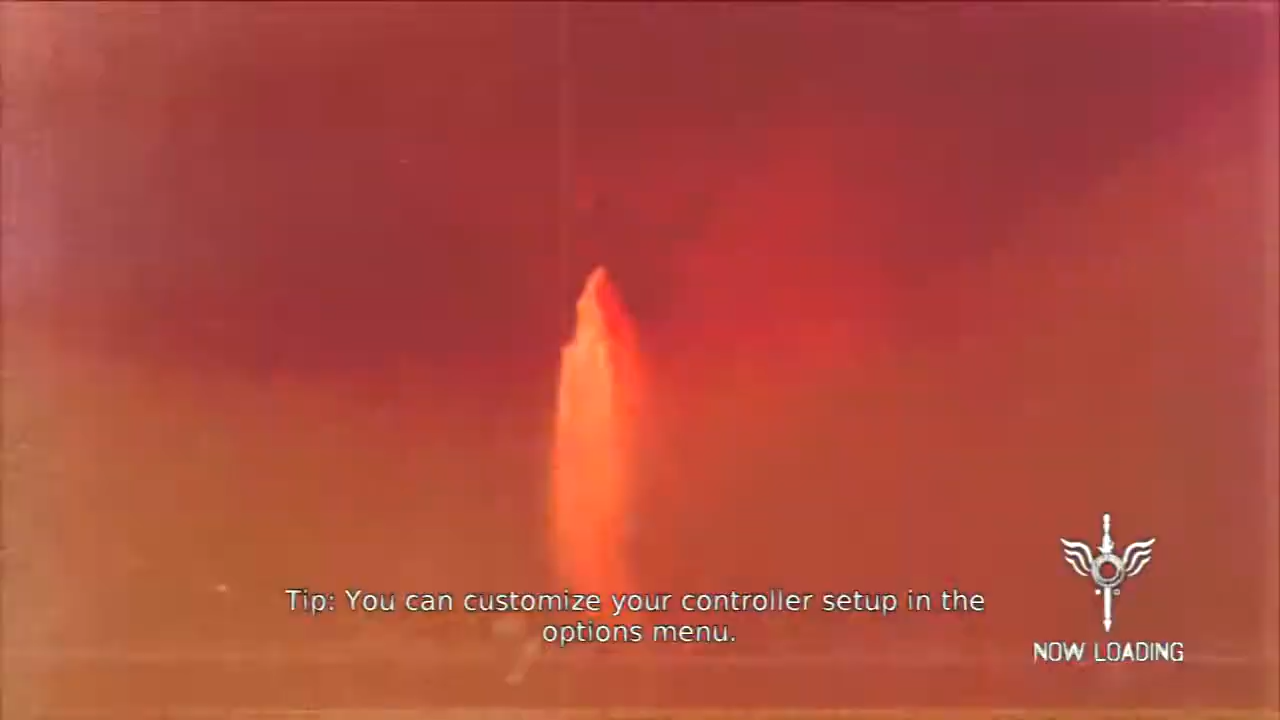 Tip: You can customize your controller setup in the
options menu.
NOW LOADING